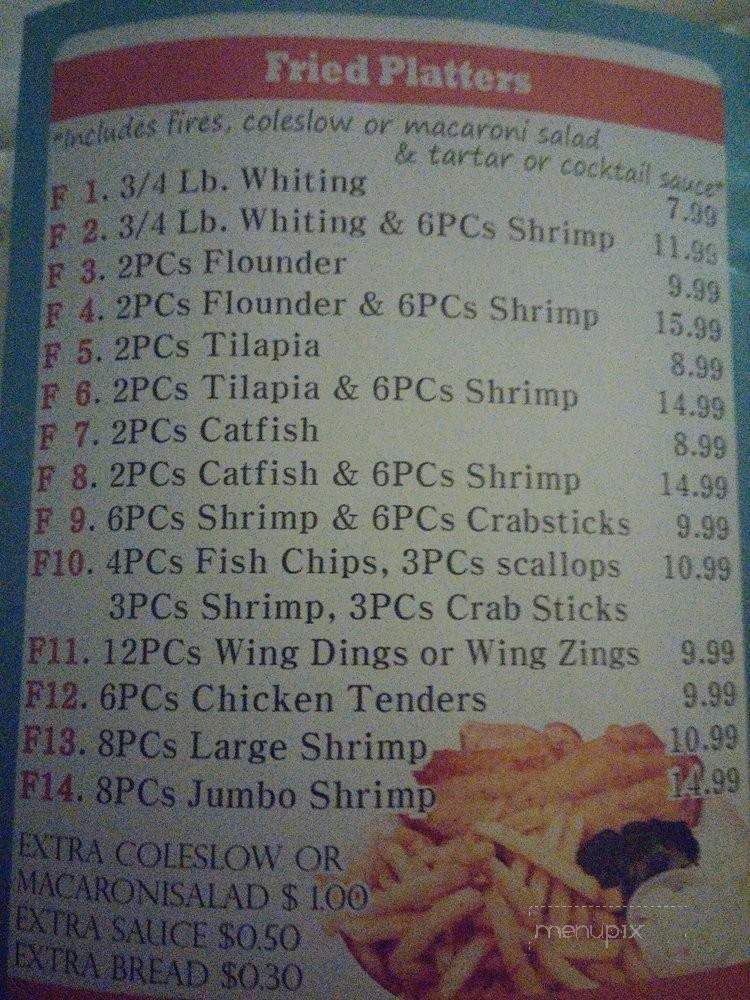 Fried Platters
*Includes fires, coleslow or macaroni salad
& tartar or cocktail sauce*
F 1. 3/4 Lb. Whiting 7.99
F 2. 3/4 Lb. Whiting & 6PCs Shrimp 11.99
F 3. 2PCs Flounder 9.99
F 4. 2PCs Flounder & 6PCs Shrimp 15.99
F 5. 2PCs Tilapia 8.99
F 6. 2PCs Tilapia & 6PCs Shrimp 14.99
F 7. 2PCs Catfish 8.99
F 8. 2PCs Catfish & 6PCs Shrimp 14.99
F 9. 6PCs Shrimp & 6PCs Crabsticks 9.99
F10. 4PCs Fish Chips, 3PCs scallops 10.99
3PCs Shrimp, 3PCs Crab Sticks
F11. 12PCs Wing Dings or Wing Zings 9.99
F12. 6PCs Chicken Tenders 9.99
F13. 8PCs Large Shrimp 10.99
F14. 8PCs Jumbo Shrimp 14.99
EXTRA COLESLOW OR
MACARONISALAD $ 1.00
EXTRA SAUCE $0.50
EXTRA BREAD $0.30
menupix